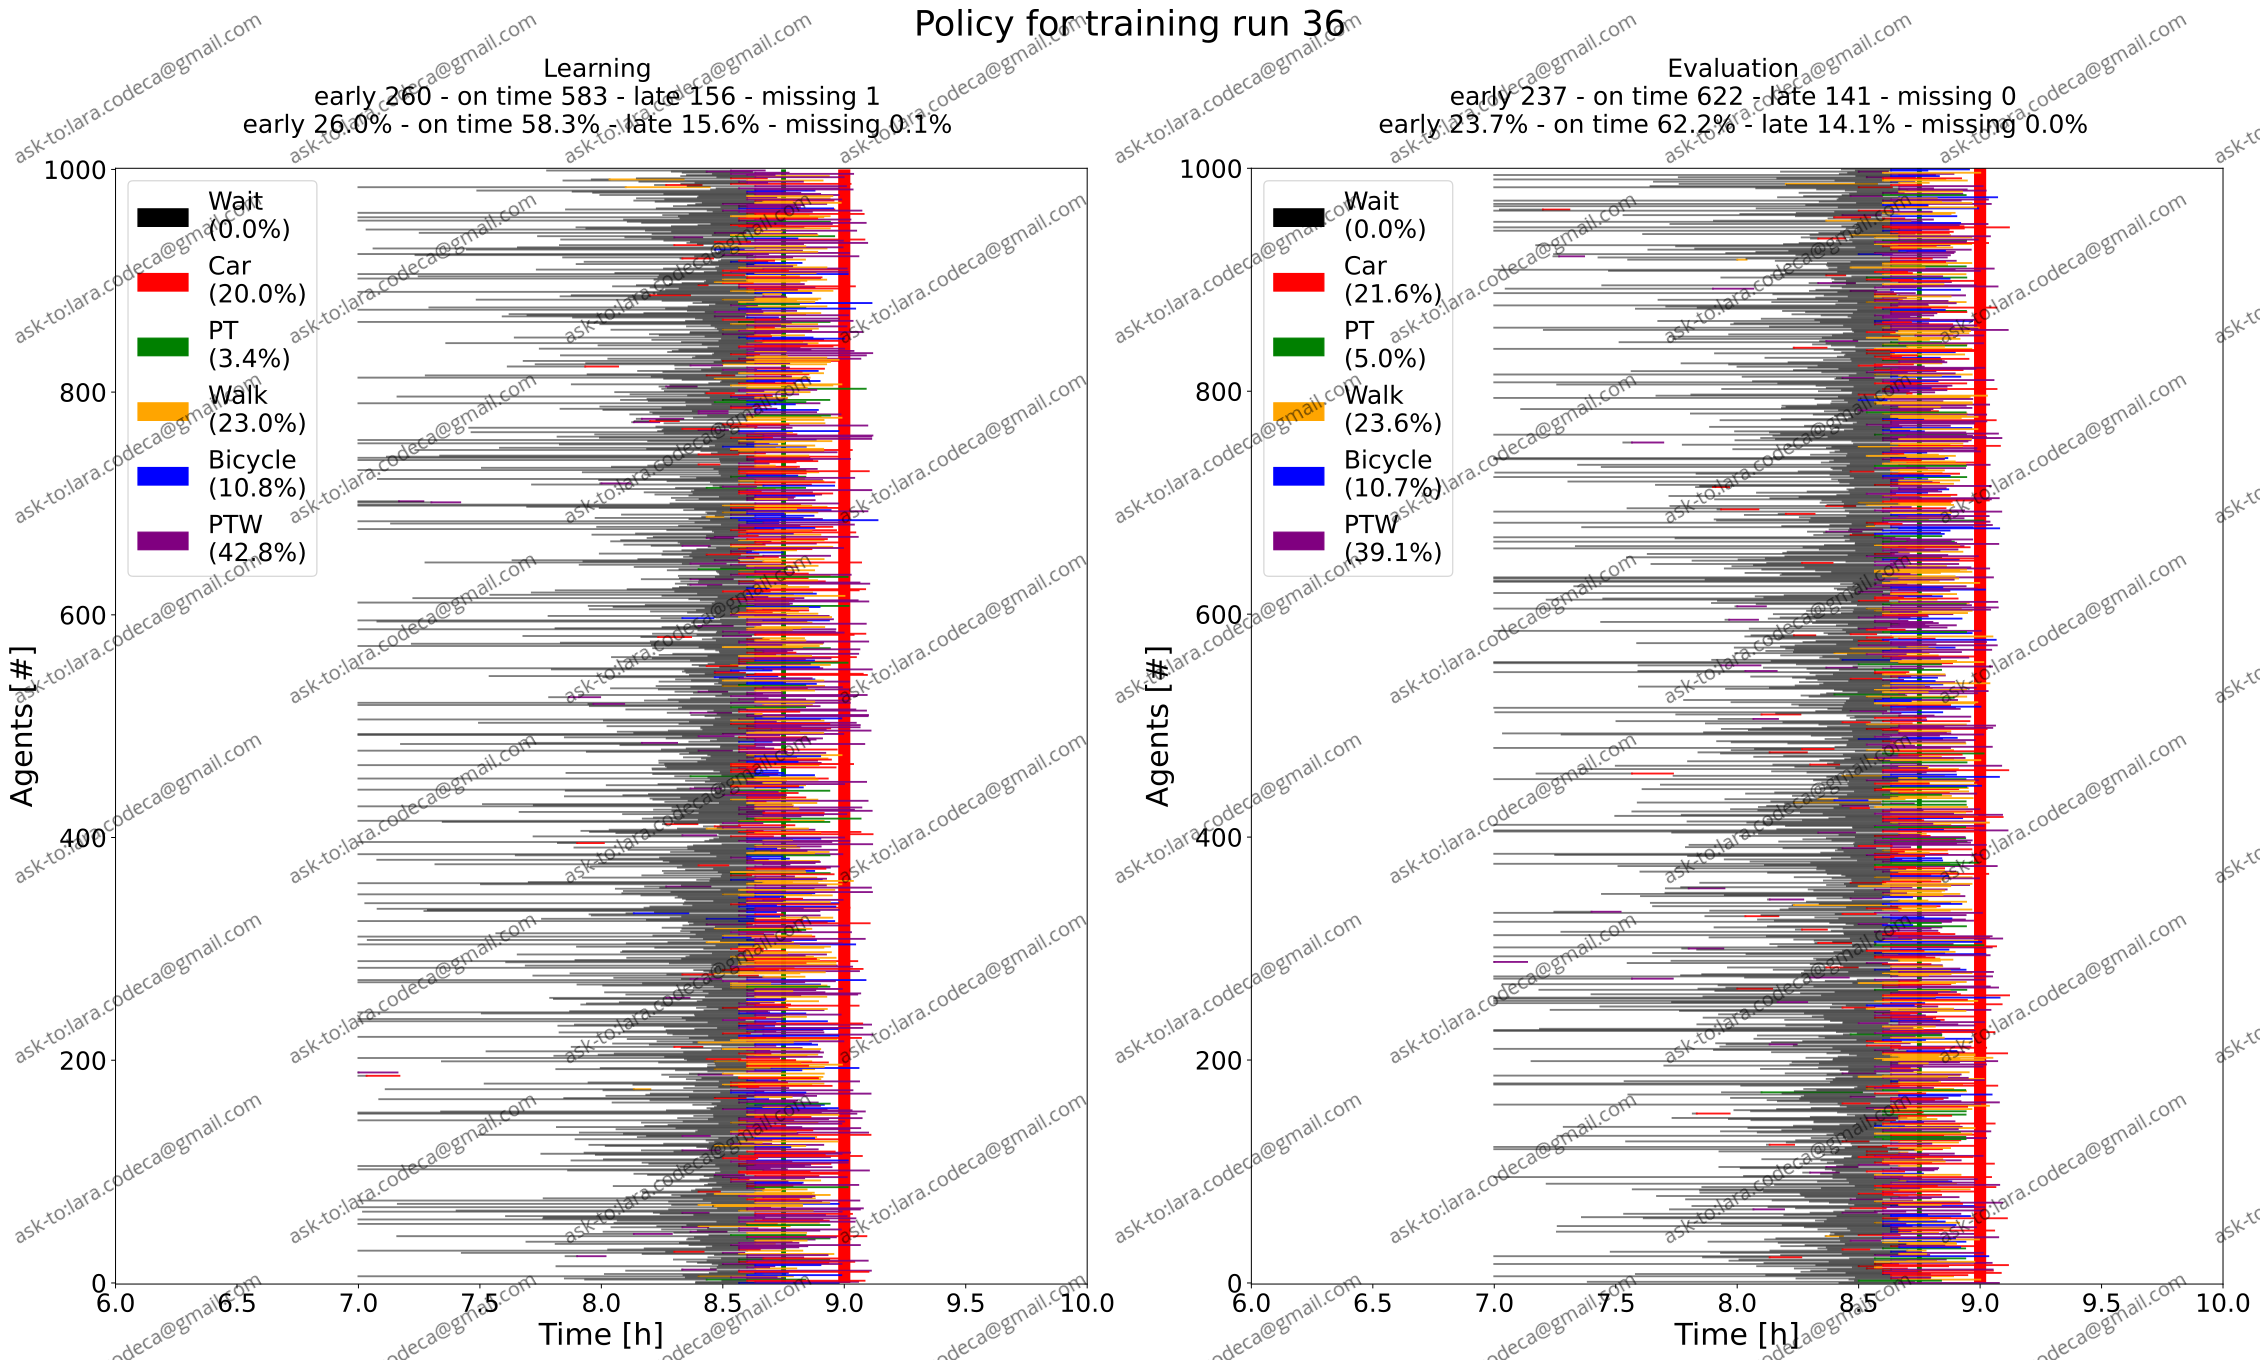 Policy for training run 36
Learning
early 260 - on time 583 - late 156 - missing 1
early 26.0% - on time 58.3% - late 15.6% - missing 0.1%
Evaluation
early 237 - on time 622 - late 141 - missing 0
early 23.7% - on time 62.2% - late 14.1% - missing 0.0%
Agents [#]
1000
800
600
400
200
0
Wait
(0.0%)
Car
(20.0%)
PT
(3.4%)
Walk
(23.0%)
Bicycle
(10.8%)
PTW
(42.8%)
6.0 6.5 7.0 7.5 8.0 8.5 9.0 9.5 10.0
Time [h]
Agents [#]
1000
800
600
400
200
0
Wait
(0.0%)
Car
(21.6%)
PT
(5.0%)
Walk
(23.6%)
Bicycle
(10.7%)
PTW
(39.1%)
6.0 6.5 7.0 7.5 8.0 8.5 9.0 9.5 10.0
Time [h]
ask-to:lara.codeca@gmail.com